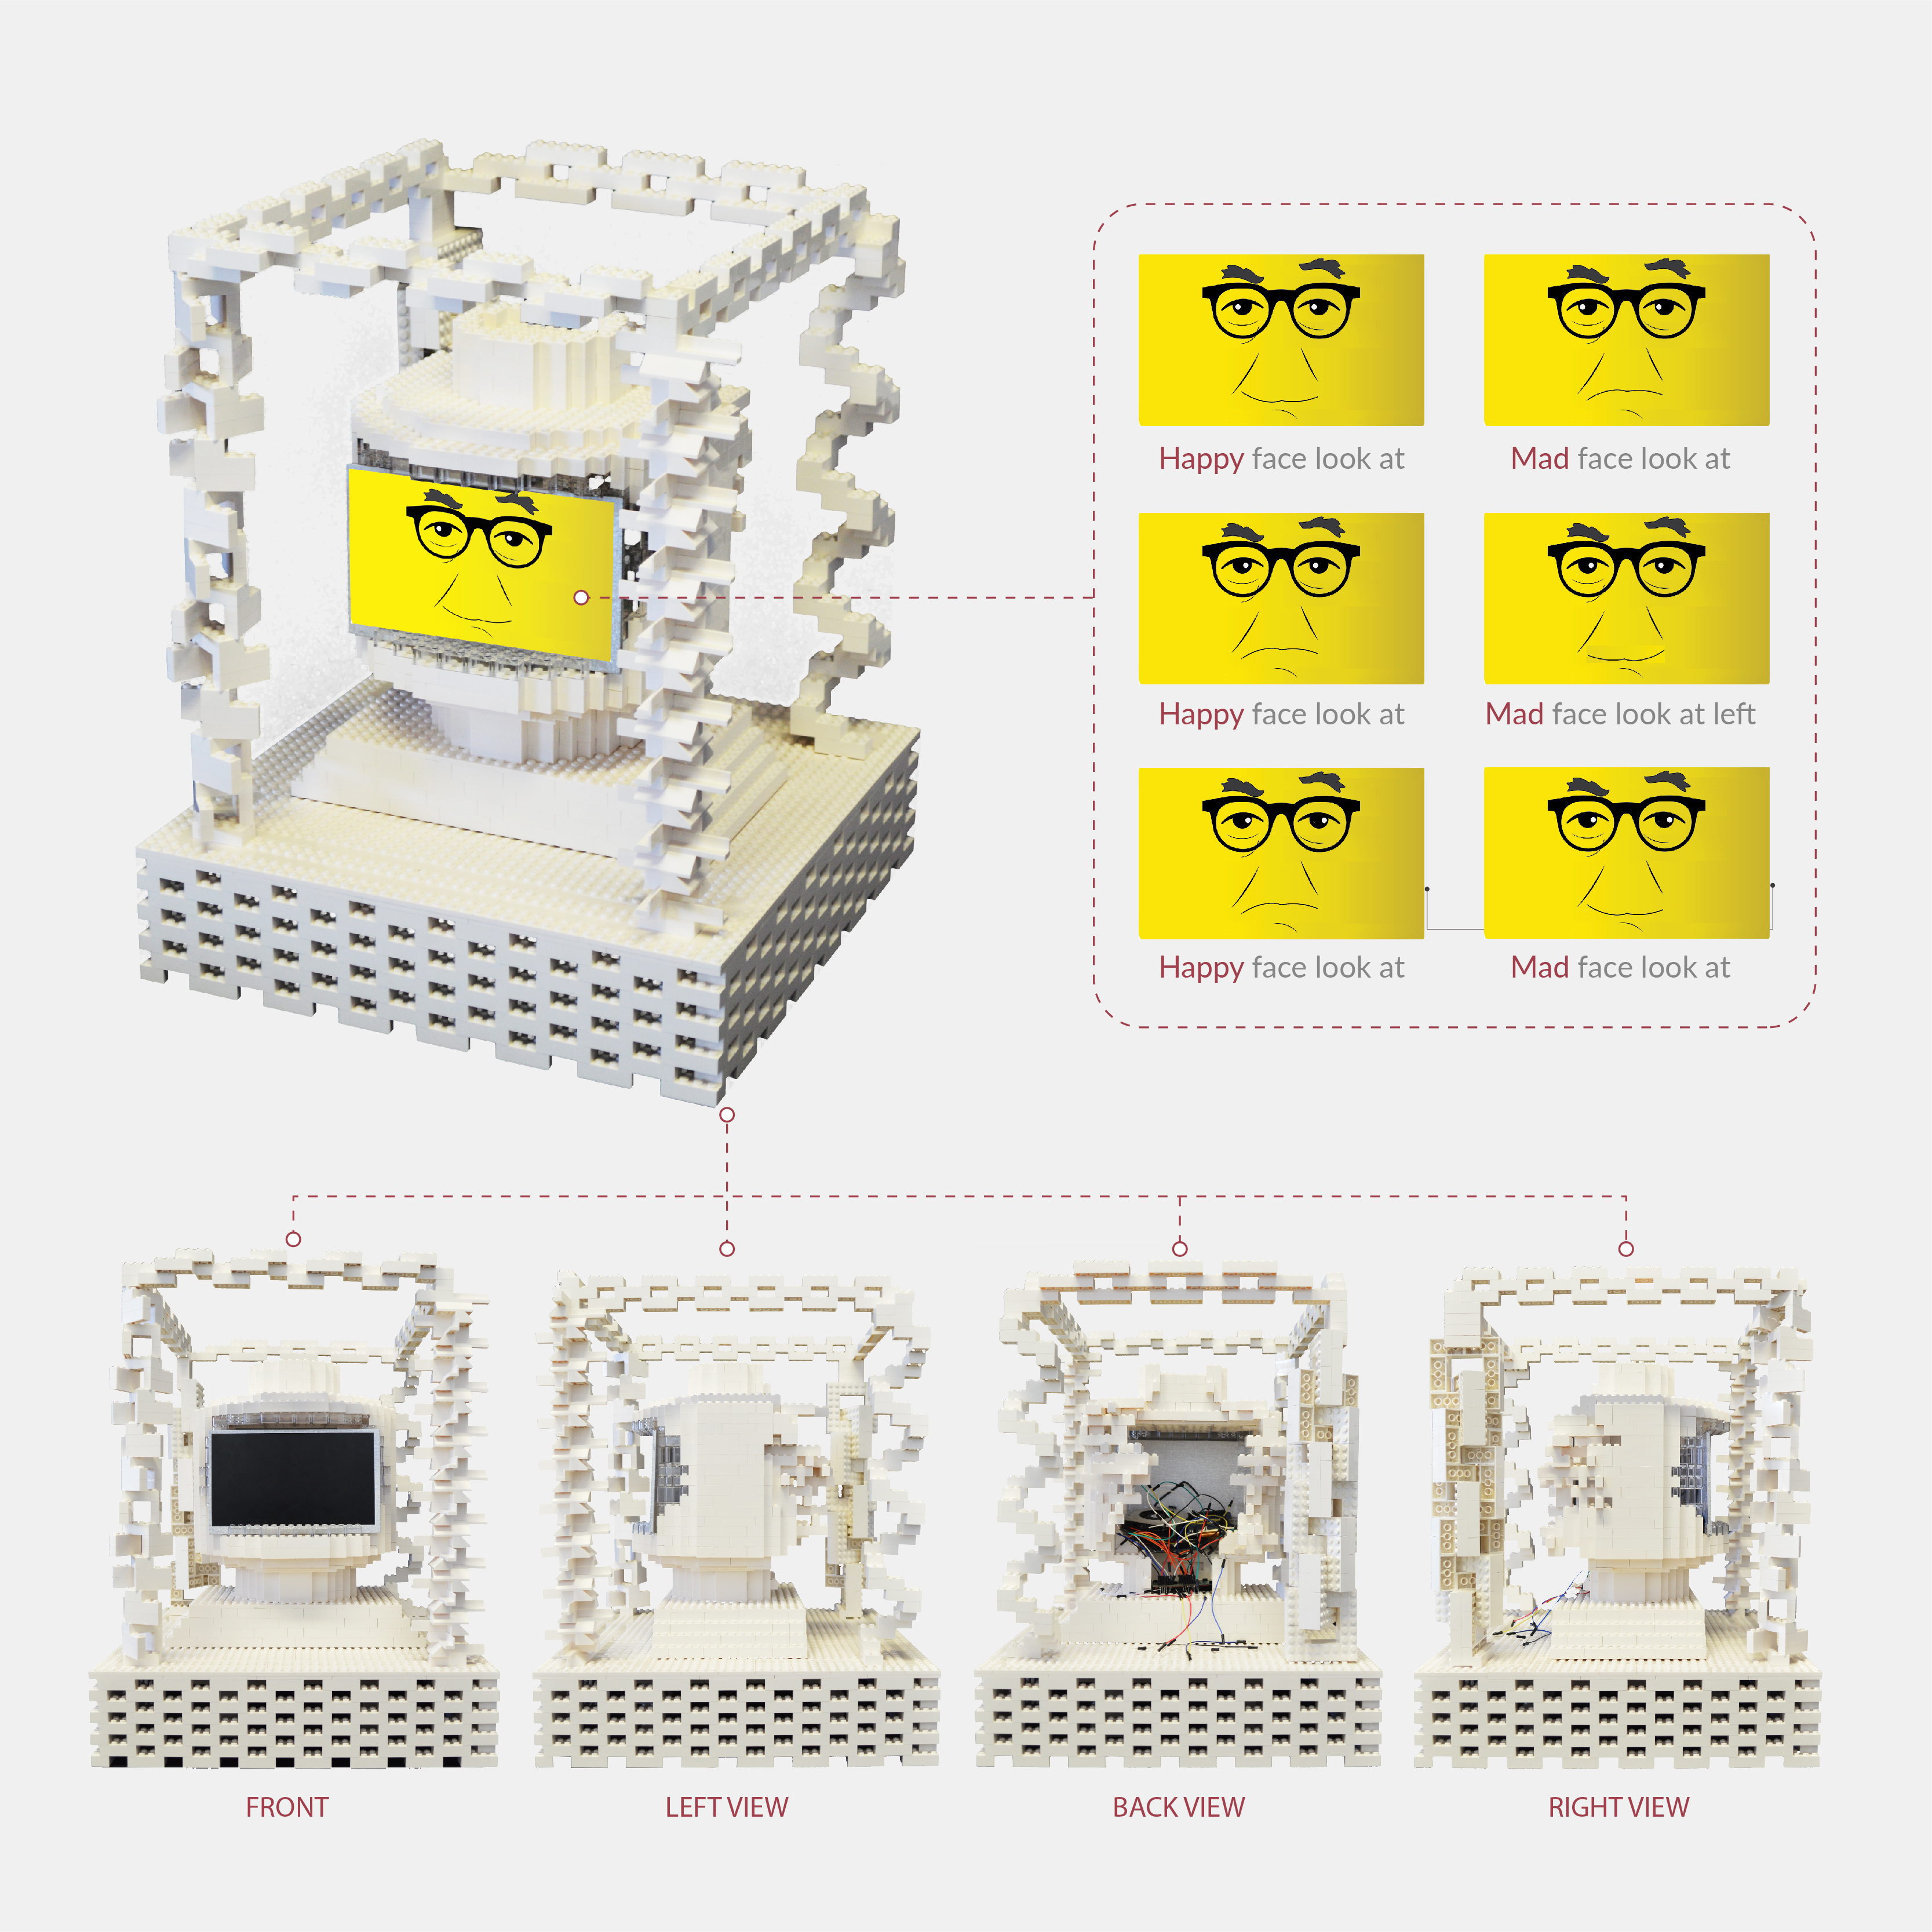 Happy face look at
Mad face look at
Happy face look at
Mad face look at left
Happy face look at
Mad face look at
FRONT
LEFT VIEW
BACK VIEW
RIGHT VIEW